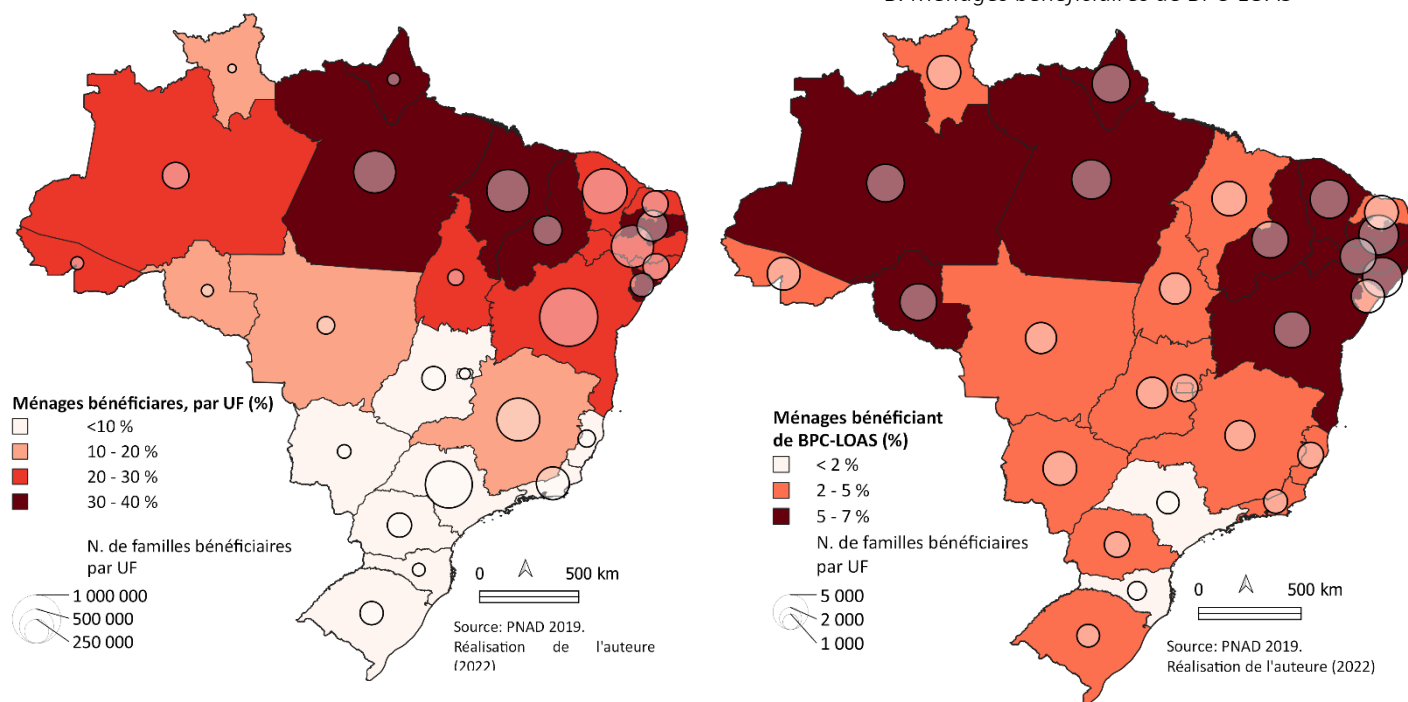 Ménages bénéficiares, par UF (%)
<10 %
10 - 20 %
20 - 30 %
30 - 40 %
N. de familles bénéficiaires
par UF
1 000 000
500 000
250 000
0 500 km
Source: PNAD 2019.
Réalisation de l'auteure
(2022)
Ménages bénéficiant
de BPC-LOAS (%)
< 2 %
2 - 5 %
5 - 7 %
N. de familles bénéficiaires
par UF
5 000
2 000
1 000
0 500 km
Source: PNAD 2019.
Réalisation de l'auteure (2022)